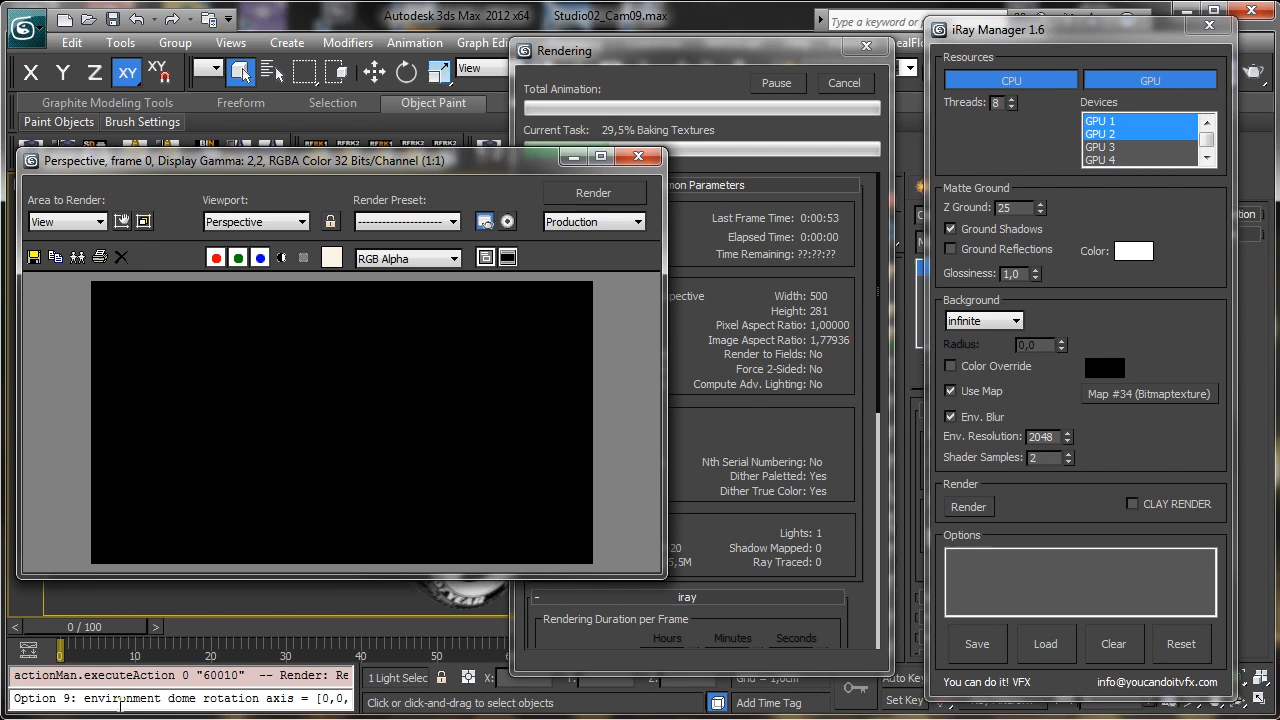 Autodesk 3ds Max 2012 x64 Studio02_Cam09.max
Type a keyword or
Edit Tools Group Views Create Modifiers Animation Graph Edit
X Y Z XY XY View
Graphite Modeling Tools Freeform Selection Object Paint
Paint Objects Brush Settings
Perspective, frame 0, Display Gamma: 2,2, RGBA Color 32 Bits/Channel (1:1)
Area to Render: Viewport: Render Preset: Render
View Perspective ---------------------- Production
RGB Alpha
Rendering
Pause Cancel
Total Animation:
Current Task: 29,5% Baking Textures
mon Parameters
Last Frame Time: 0:00:53
Elapsed Time: 0:00:00
Time Remaining: ??:??:??
spective Width: 500
Height: 281
Pixel Aspect Ratio: 1,00000
Image Aspect Ratio: 1,77936
Render to Fields: No
Force 2-Sided: No
Compute Adv. Lighting: No
Nth Serial Numbering: No
Dither Paletted: Yes
Dither True Color: Yes
Lights: 1
20 Shadow Mapped: 0
5,5M Ray Traced: 0
- iray
Rendering Duration per Frame
Hours Minutes Seconds
iRay Manager 1.6
Resources
CPU GPU
Threads: 8 Devices
GPU 1
GPU 2
GPU 3
GPU 4
Matte Ground
Z Ground: 25
Ground Shadows
Ground Reflections Color:
Glossiness: 1,0
Background
infinite
Radius: 0,0
Color Override
Use Map Map #34 (Bitmaptexture)
Env. Blur
Env. Resolution: 2048
Shader Samples: 2
Render
Render CLAY RENDER
Options
Save Load Clear Reset
You can do it! VFX info@youcandoitvfx.com
< 0 / 100 >
0 10 20 30 40 50
actionMan.executeAction 0 "60010" -- Render: Re
Option 9: environment dome rotation axis = [0,0,
1 Light Selec X: Y: Z: Grid = 1,0cm Auto Key
Click or click-and-drag to select objects Add Time Tag Set Key